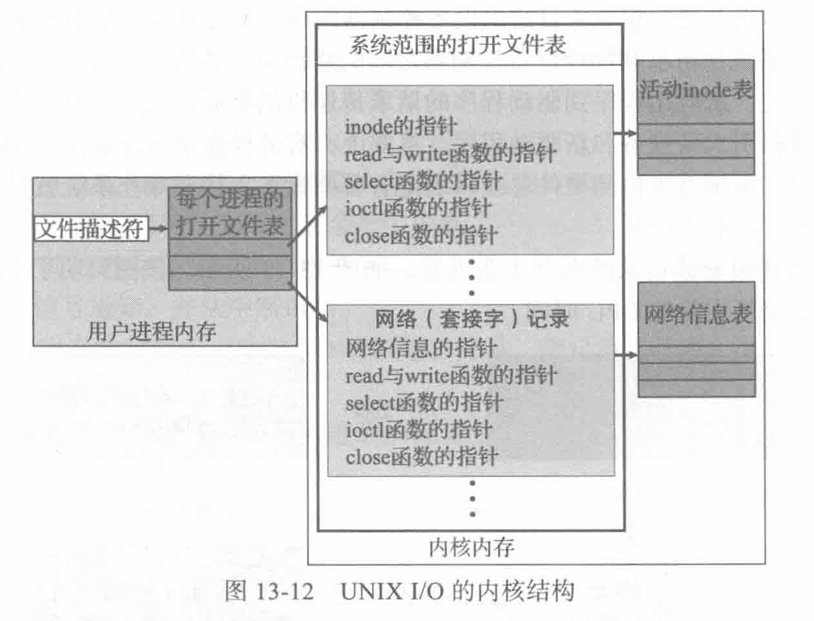 系统范围的打开文件表
活动inode表
inode的指针
read与write函数的指针
select函数的指针
ioctl函数的指针
close函数的指针
每个进程的
打开文件表
文件描述符
用户进程内存
网络（套接字）记录
网络信息的指针
read与write函数的指针
select函数的指针
ioctl函数的指针
close函数的指针
网络信息表
内核内存
图 13-12 UNIX I/O 的内核结构